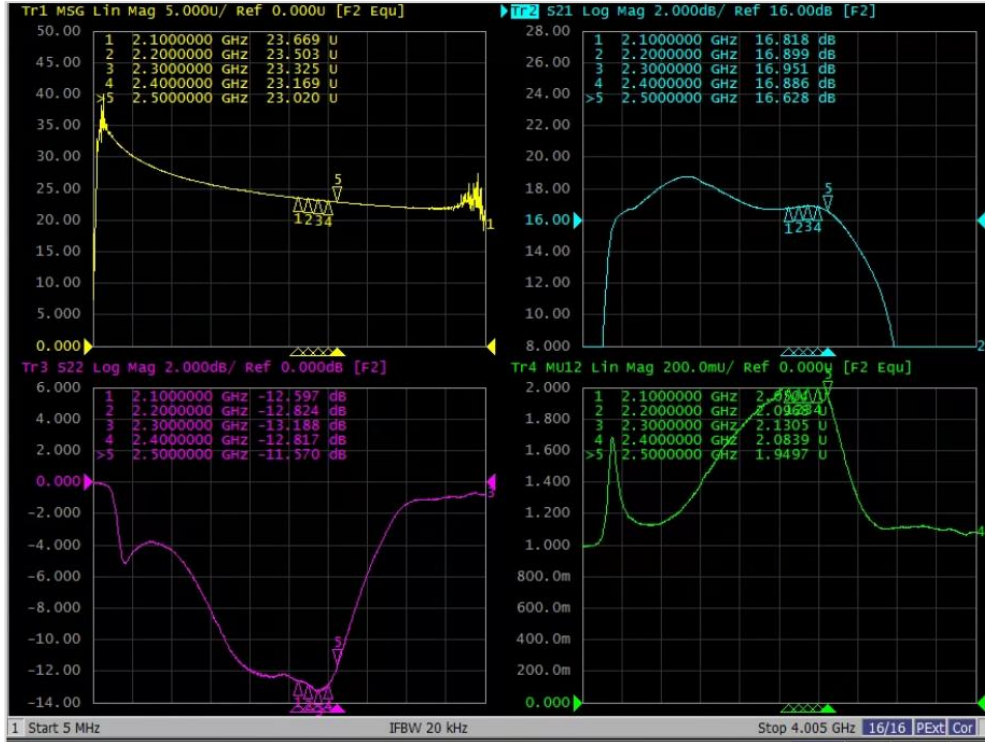 Tr1 MSG Lin Mag 5.000U/ Ref 0.000U [F2 Equ]
50.00
45.00
40.00
35.00
30.00
25.00
20.00
15.00
10.00
5.000
0.000
1 2.1000000 GHz 23.669 U
2 2.2000000 GHz 23.503 U
3 2.3000000 GHz 23.325 U
4 2.4000000 GHz 23.169 U
>5 2.5000000 GHz 23.020 U
5
1234
1
Tr2 S21 Log Mag 2.000dB/ Ref 16.00dB [F2]
28.00
26.00
24.00
22.00
20.00
18.00
16.00
14.00
12.00
10.00
8.000
1 2.1000000 GHz 16.818 dB
2 2.2000000 GHz 16.899 dB
3 2.3000000 GHz 16.951 dB
4 2.4000000 GHz 16.886 dB
>5 2.5000000 GHz 16.628 dB
5
1234
2
Tr3 S22 Log Mag 2.000dB/ Ref 0.000dB [F2]
6.000
4.000
2.000
0.000
-2.000
-4.000
-6.000
-8.000
-10.00
-12.00
-14.00
1 2.1000000 GHz -12.597 dB
2 2.2000000 GHz -12.824 dB
3 2.3000000 GHz -13.188 dB
4 2.4000000 GHz -12.817 dB
>5 2.5000000 GHz -11.570 dB
5
3
Tr4 MU12 Lin Mag 200.0mU/ Ref 0.000U [F2 Equ]
2.000
1.800
1.600
1.400
1.200
1.000
800.0m
600.0m
400.0m
200.0m
0.000
1 2.1000000 GHz
2 2.2000000 GHz
3 2.3000000 GHz 2.1305 U
4 2.4000000 GHz 2.0839 U
>5 2.5000000 GHz 1.9497 U
5
4
1 Start 5 MHz IFBW 20 kHz Stop 4.005 GHz 16/16 PExt Cor